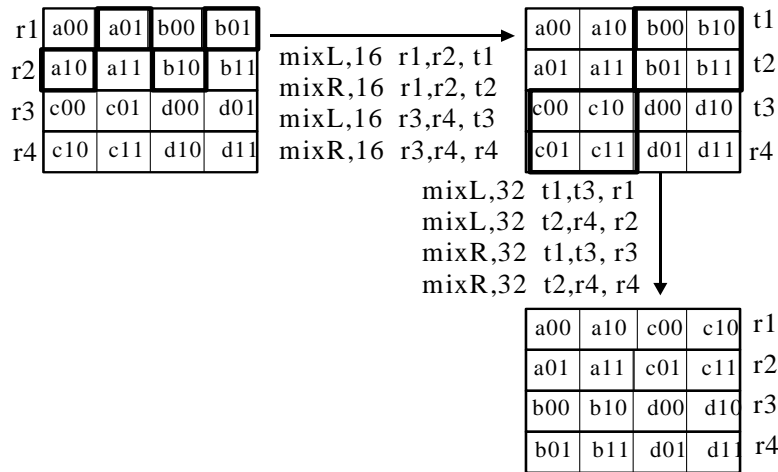 r1 a00 a01 b00 b01
r2 a10 a11 b10 b11
r3 c00 c01 d00 d01
r4 c10 c11 d10 d11
mixL,16 r1,r2, t1
mixR,16 r1,r2, t2
mixL,16 r3,r4, t3
mixR,16 r3,r4, r4
a00 a10 b00 b10 t1
a01 a11 b01 b11 t2
c00 c10 d00 d10 t3
c01 c11 d01 d11 r4
mixL,32 t1,t3, r1
mixL,32 t2,r4, r2
mixR,32 t1,t3, r3
mixR,32 t2,r4, r4
a00 a10 c00 c10 r1
a01 a11 c01 c11 r2
b00 b10 d00 d10 r3
b01 b11 d01 d11 r4